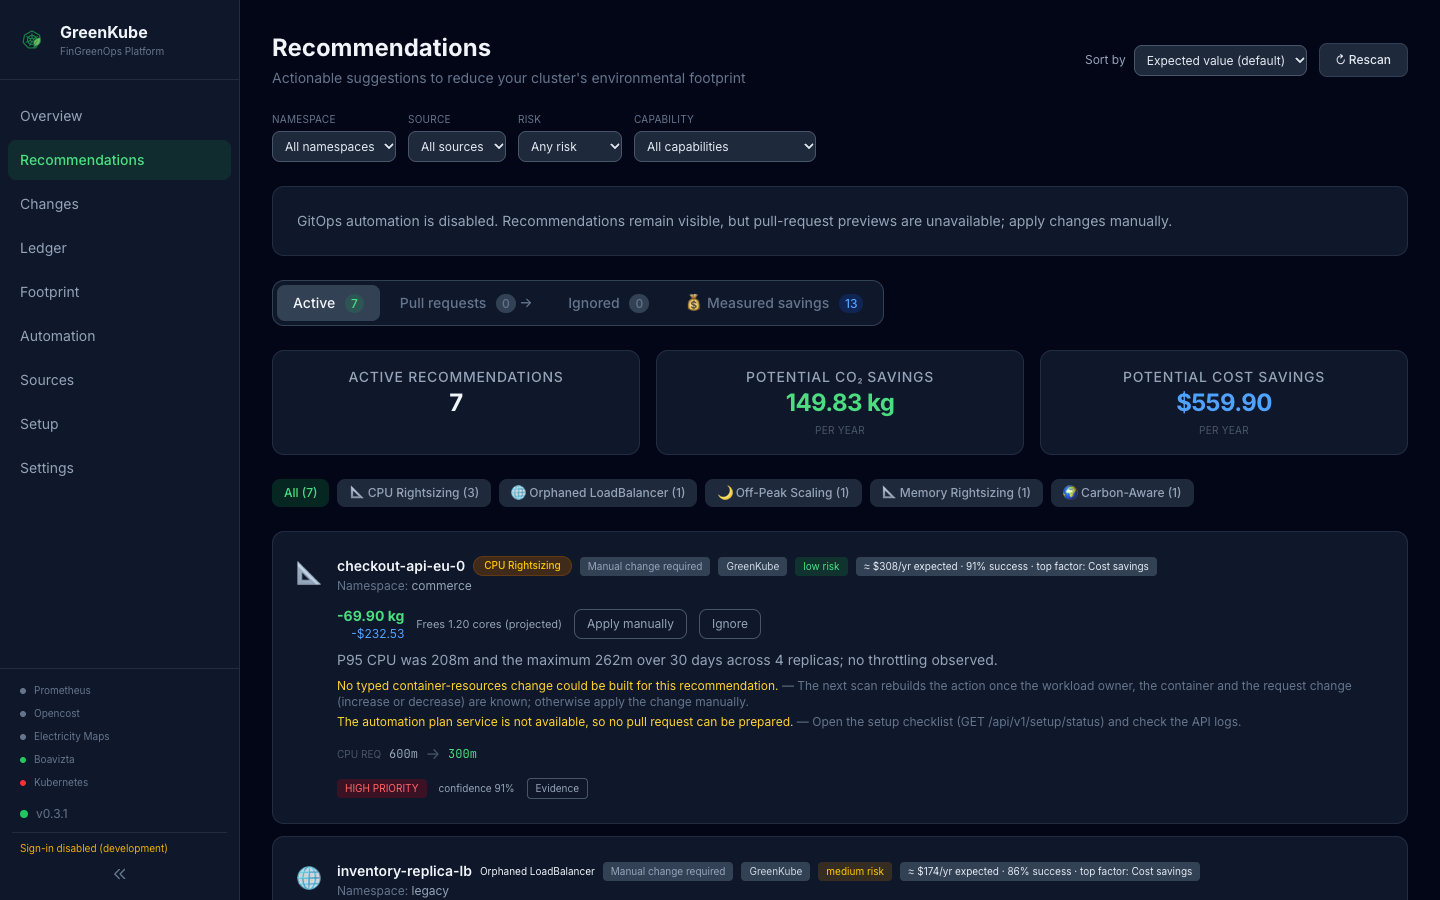 GreenKube
FinGreenOps Platform
Overview
Recommendations
Changes
Ledger
Footprint
Automation
Sources
Setup
Settings
Prometheus
Opencost
Electricity Maps
Boavizta
Kubernetes
v0.3.1
Sign-in disabled (development)
Recommendations
Actionable suggestions to reduce your cluster's environmental footprint
Sort by Expected value (default) Rescan
NAMESPACE SOURCE RISK CAPABILITY
All namespaces All sources Any risk All capabilities
GitOps automation is disabled. Recommendations remain visible, but pull-request previews are unavailable; apply changes manually.
Active 7 Pull requests 0 → Ignored 0 Measured savings 13
ACTIVE RECOMMENDATIONS
7
POTENTIAL CO₂ SAVINGS
149.83 kg
PER YEAR
POTENTIAL COST SAVINGS
$559.90
PER YEAR
All (7) CPU Rightsizing (3) Orphaned LoadBalancer (1) Off-Peak Scaling (1) Memory Rightsizing (1) Carbon-Aware (1)
checkout-api-eu-0 CPU Rightsizing Manual change required GreenKube low risk ≈ $308/yr expected · 91% success · top factor: Cost savings
Namespace: commerce
-69.90 kg
-$232.53
Frees 1.20 cores (projected) Apply manually Ignore
P95 CPU was 208m and the maximum 262m over 30 days across 4 replicas; no throttling observed.
No typed container-resources change could be built for this recommendation. — The next scan rebuilds the action once the workload owner, the container and the request change
(increase or decrease) are known; otherwise apply the change manually.
The automation plan service is not available, so no pull request can be prepared. — Open the setup checklist (GET /api/v1/setup/status) and check the API logs.
CPU REQ 600m → 300m
HIGH PRIORITY confidence 91% Evidence
inventory-replica-lb Orphaned LoadBalancer Manual change required GreenKube medium risk ≈ $174/yr expected · 86% success · top factor: Cost savings
Namespace: legacy